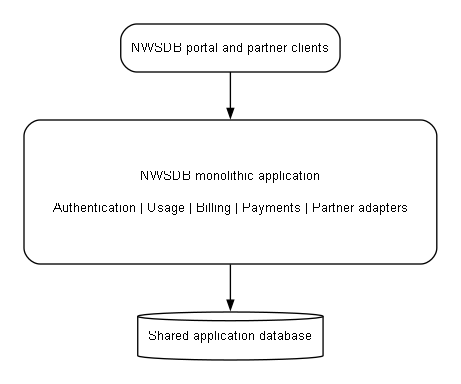 NWSDB portal and partner clients
NWSDB monolithic application
Authentication | Usage | Billing | Payments | Partner adapters
Shared application database